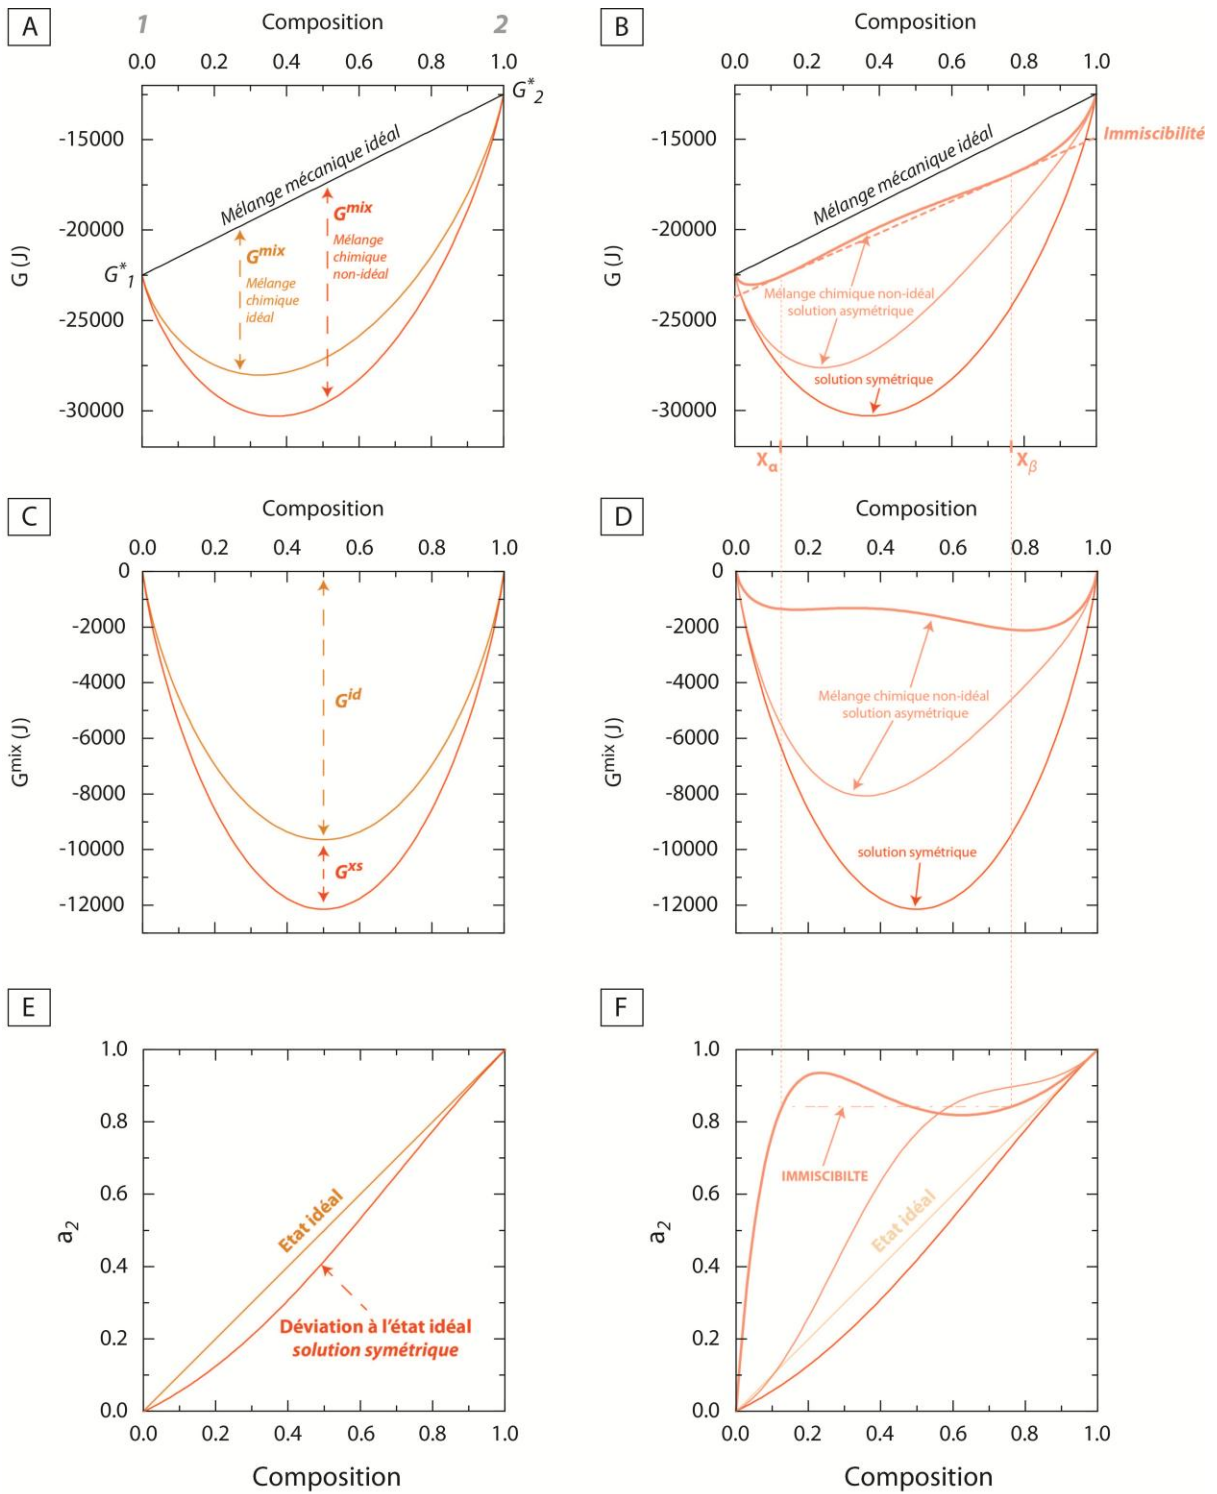 A
1
Composition
2
0.0 0.2 0.4 0.6 0.8 1.0
G*2
-15000
-20000
-25000
-30000
G (J)
G*1
Mélange mécanique idéal
Gmix
Mélange
chimique
idéal
Gmix
Mélange
chimique
non-idéal
B
Composition
0.0 0.2 0.4 0.6 0.8 1.0
-15000
-20000
-25000
-30000
G (J)
Mélange mécanique idéal
Immiscibilité
Mélange chimique non-idéal
solution asymétrique
solution symétrique
Xα
Xβ
C
Composition
0.0 0.2 0.4 0.6 0.8 1.0
0
-2000
-4000
-6000
-8000
-10000
-12000
Gmix (J)
Gid
Gxs
D
Composition
0.0 0.2 0.4 0.6 0.8 1.0
0
-2000
-4000
-6000
-8000
-10000
-12000
Gmix (J)
Mélange chimique non-idéal
solution asymétrique
solution symétrique
E
1.0
0.8
0.6
0.4
0.2
0.0
a2
Etat idéal
Déviation à l'état idéal
solution symétrique
0.0 0.2 0.4 0.6 0.8 1.0
Composition
F
1.0
0.8
0.6
0.4
0.2
0.0
a2
IMMISCIBILTE
Etat idéal
0.0 0.2 0.4 0.6 0.8 1.0
Composition